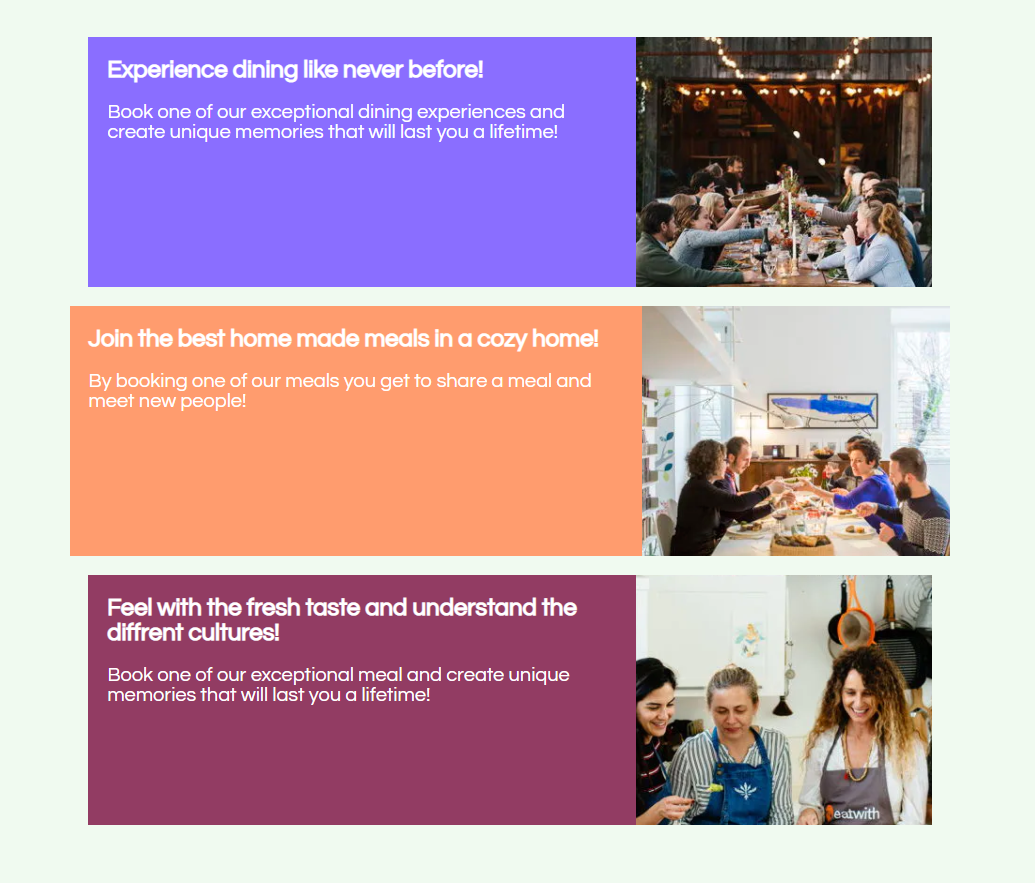 Experience dining like never before!
Book one of our exceptional dining experiences and
create unique memories that will last you a lifetime!
Join the best home made meals in a cozy home!
By booking one of our meals you get to share a meal and
meet new people!
Feel with the fresh taste and understand the
diffrent cultures!
Book one of our exceptional meal and create unique
memories that will last you a lifetime!
eatwith